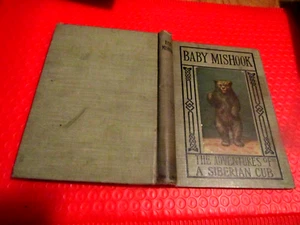 BABY MISHOOK
THE ADVENTURES OF
A SIBERIAN CUB